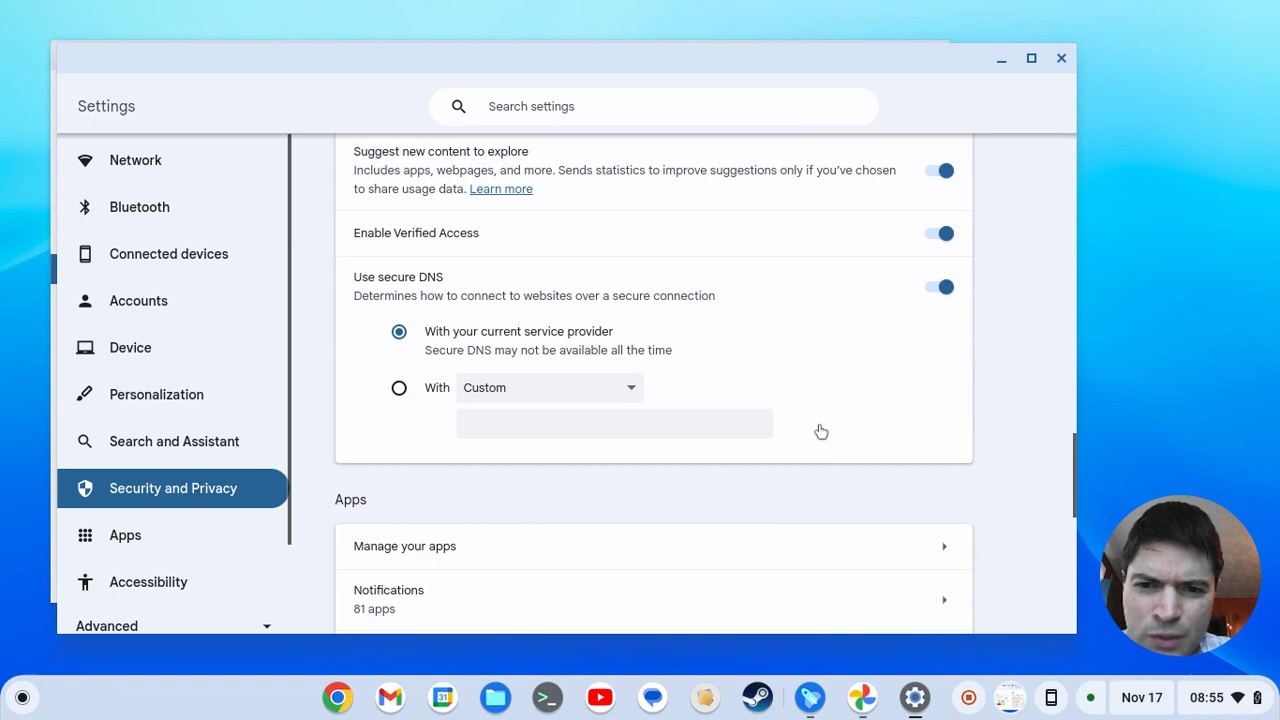 Settings
Search settings
Network
Bluetooth
Connected devices
Accounts
Device
Personalization
Search and Assistant
Security and Privacy
Apps
Accessibility
Advanced
Suggest new content to explore
Includes apps, webpages, and more. Sends statistics to improve suggestions only if you've chosen
to share usage data. Learn more
Enable Verified Access
Use secure DNS
Determines how to connect to websites over a secure connection
With your current service provider
Secure DNS may not be available all the time
With Custom
Apps
Manage your apps
Notifications
81 apps
31
Nov 17
08:55